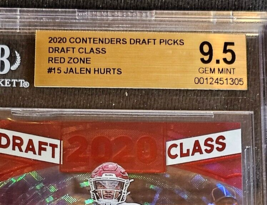 2020 CONTENDERS DRAFT PICKS
DRAFT CLASS
RED ZONE
#15 JALEN HURTS
9.5
GEM MINT
0012451305
B
CKETT®
DRAFT 2020 CLASS